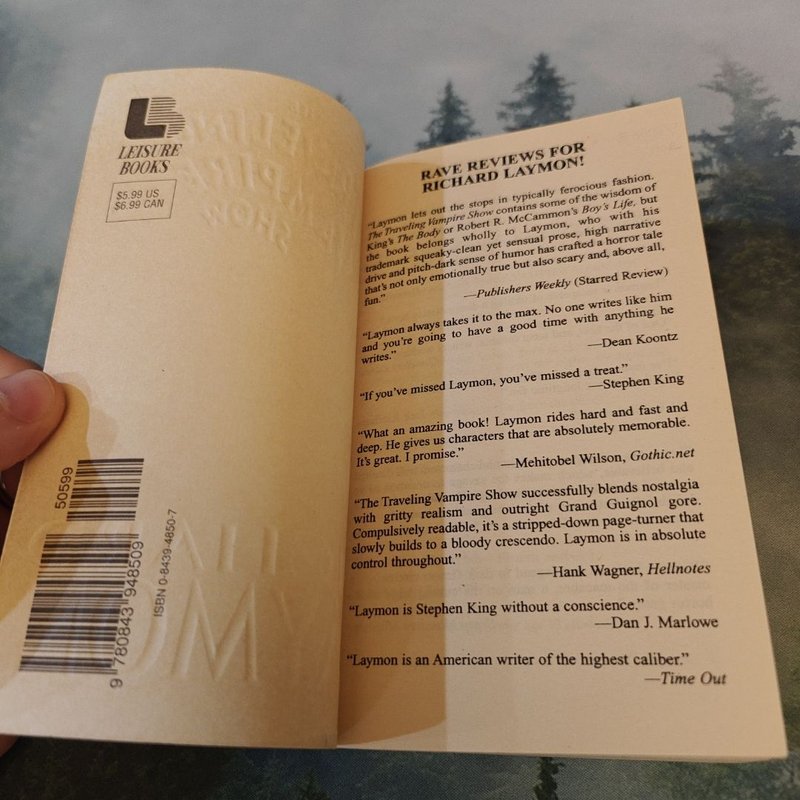 LB
LEISURE
BOOKS
$5.99 US
$6.99 CAN
50599
9 780843 948509
ISBN 0-8439-4850-7
RAVE REVIEWS FOR
RICHARD LAYMON!
“Laymon lets out the stops in typically ferocious fashion.
The Traveling Vampire Show contains some of the wisdom of
King’s The Body or Robert R. McCammon’s Boy’s Life, but
the book belongs wholly to Laymon, who with his
trademark squeaky-clean yet sensual prose, high narrative
drive and pitch-dark sense of humor has crafted a horror tale
that’s not only emotionally true but also scary and, above all,
fun.”
—Publishers Weekly (Starred Review)
“Laymon always takes it to the max. No one writes like him
and you’re going to have a good time with anything he
writes.”
—Dean Koontz
“If you’ve missed Laymon, you’ve missed a treat.”
—Stephen King
“What an amazing book! Laymon rides hard and fast and
deep. He gives us characters that are absolutely memorable.
It’s great. I promise.”
—Mehitobel Wilson, Gothic.net
“The Traveling Vampire Show successfully blends nostalgia
with gritty realism and outright Grand Guignol gore.
Compulsively readable, it’s a stripped-down page-turner that
slowly builds to a bloody crescendo. Laymon is in absolute
control throughout.”
—Hank Wagner, Hellnotes
“Laymon is Stephen King without a conscience.”
—Dan J. Marlowe
“Laymon is an American writer of the highest caliber.”
—Time Out